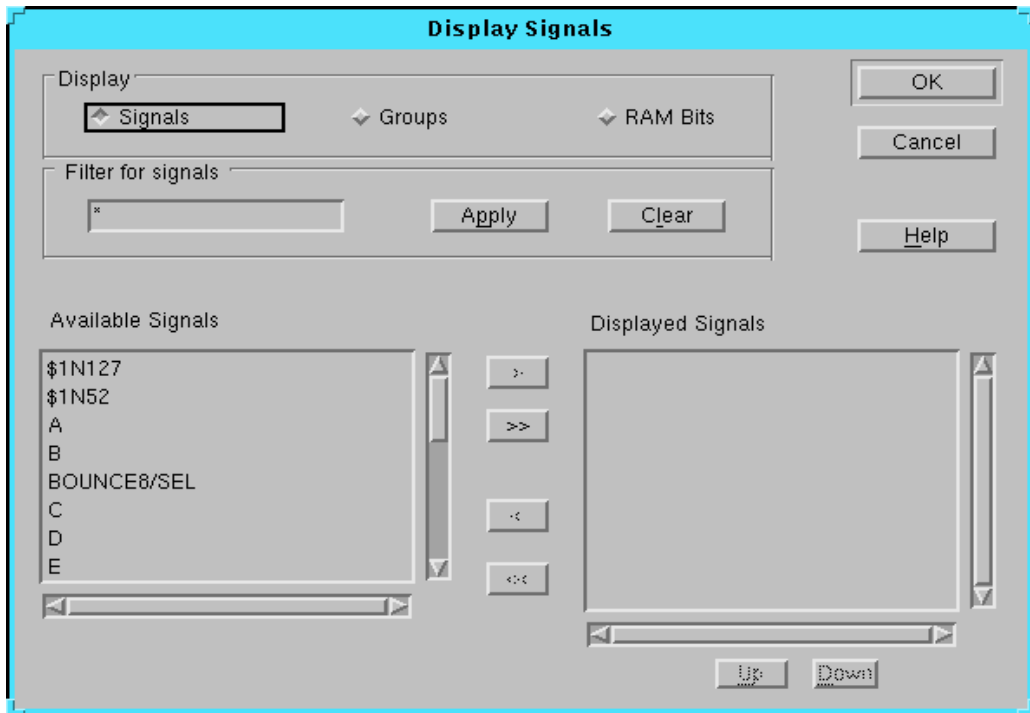 Display Signals
Display
Signals
Groups
RAM Bits
OK
Cancel
Filter for signals
*
Apply
Clear
Help
Available Signals
Displayed Signals
$1N127
$1N52
A
B
BOUNCE8/SEL
C
D
E
>
>>
<
<<
Up
Down